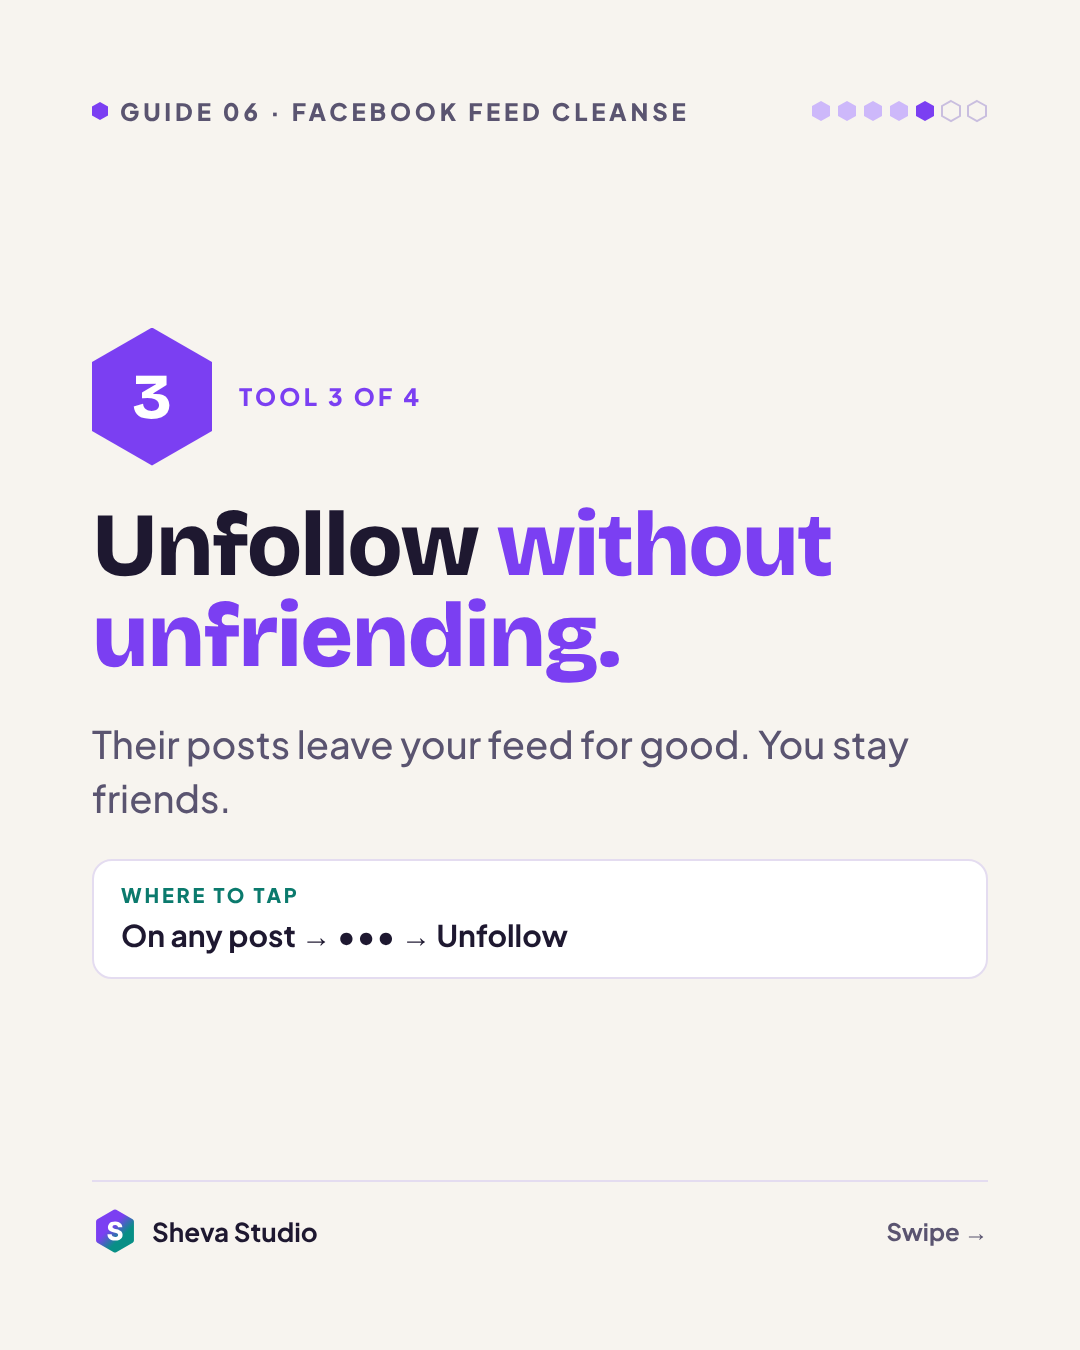 GUIDE 06 · FACEBOOK FEED CLEANSE
3
TOOL 3 OF 4
Unfollow without
unfriending.
Their posts leave your feed for good. You stay
friends.
WHERE TO TAP
On any post → ••• → Unfollow
S
Sheva Studio
Swipe →